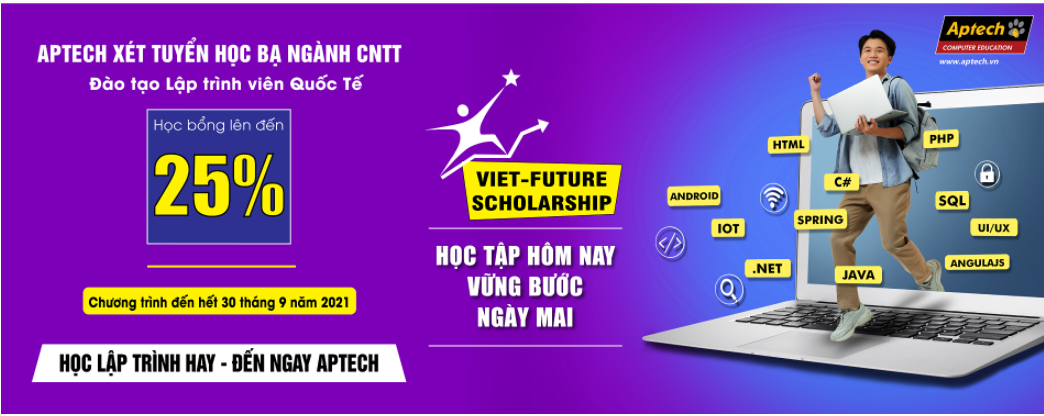 APTECH XÉT TUYỂN HỌC BẠ NGÀNH CNTT
Đào tạo Lập trình viên Quốc Tế
Học bổng lên đến
25%
Chương trình đến hết 30 tháng 9 năm 2021
HỌC LẬP TRÌNH HAY - ĐẾN NGAY APTECH
VIET-FUTURE
SCHOLARSHIP
HỌC TẬP HÔM NAY
VỮNG BƯỚC
NGÀY MAI
Aptech
COMPUTER EDUCATION
www.aptech.vn
HTML
PHP
C#
ANDROID
SQL
IOT
SPRING
UI/UX
</>
.NET
JAVA
ANGULAJS